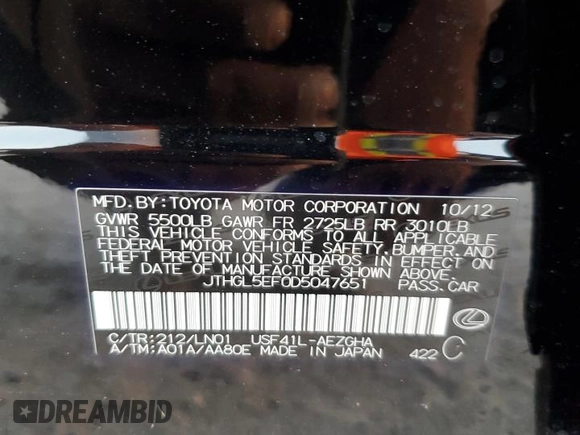 MFD.BY:TOYOTA MOTOR CORPORATION 10/12
GVWR 5500LB GAWR FR 2725LB RR 3010LB
THIS VEHICLE CONFORMS TO ALL APPLICABLE
FEDERAL MOTOR VEHICLE SAFETY, BUMPER, AND
THEFT PREVENTION STANDARDS IN EFFECT ON
THE DATE OF MANUFACTURE SHOWN ABOVE.
JTHGL5EF0D5047651 PASS.CAR
C/TR:212/LN01 USF41L-AEZGHA
A/TM:A01A/AA80E MADE IN JAPAN 422 C
DREAMBID